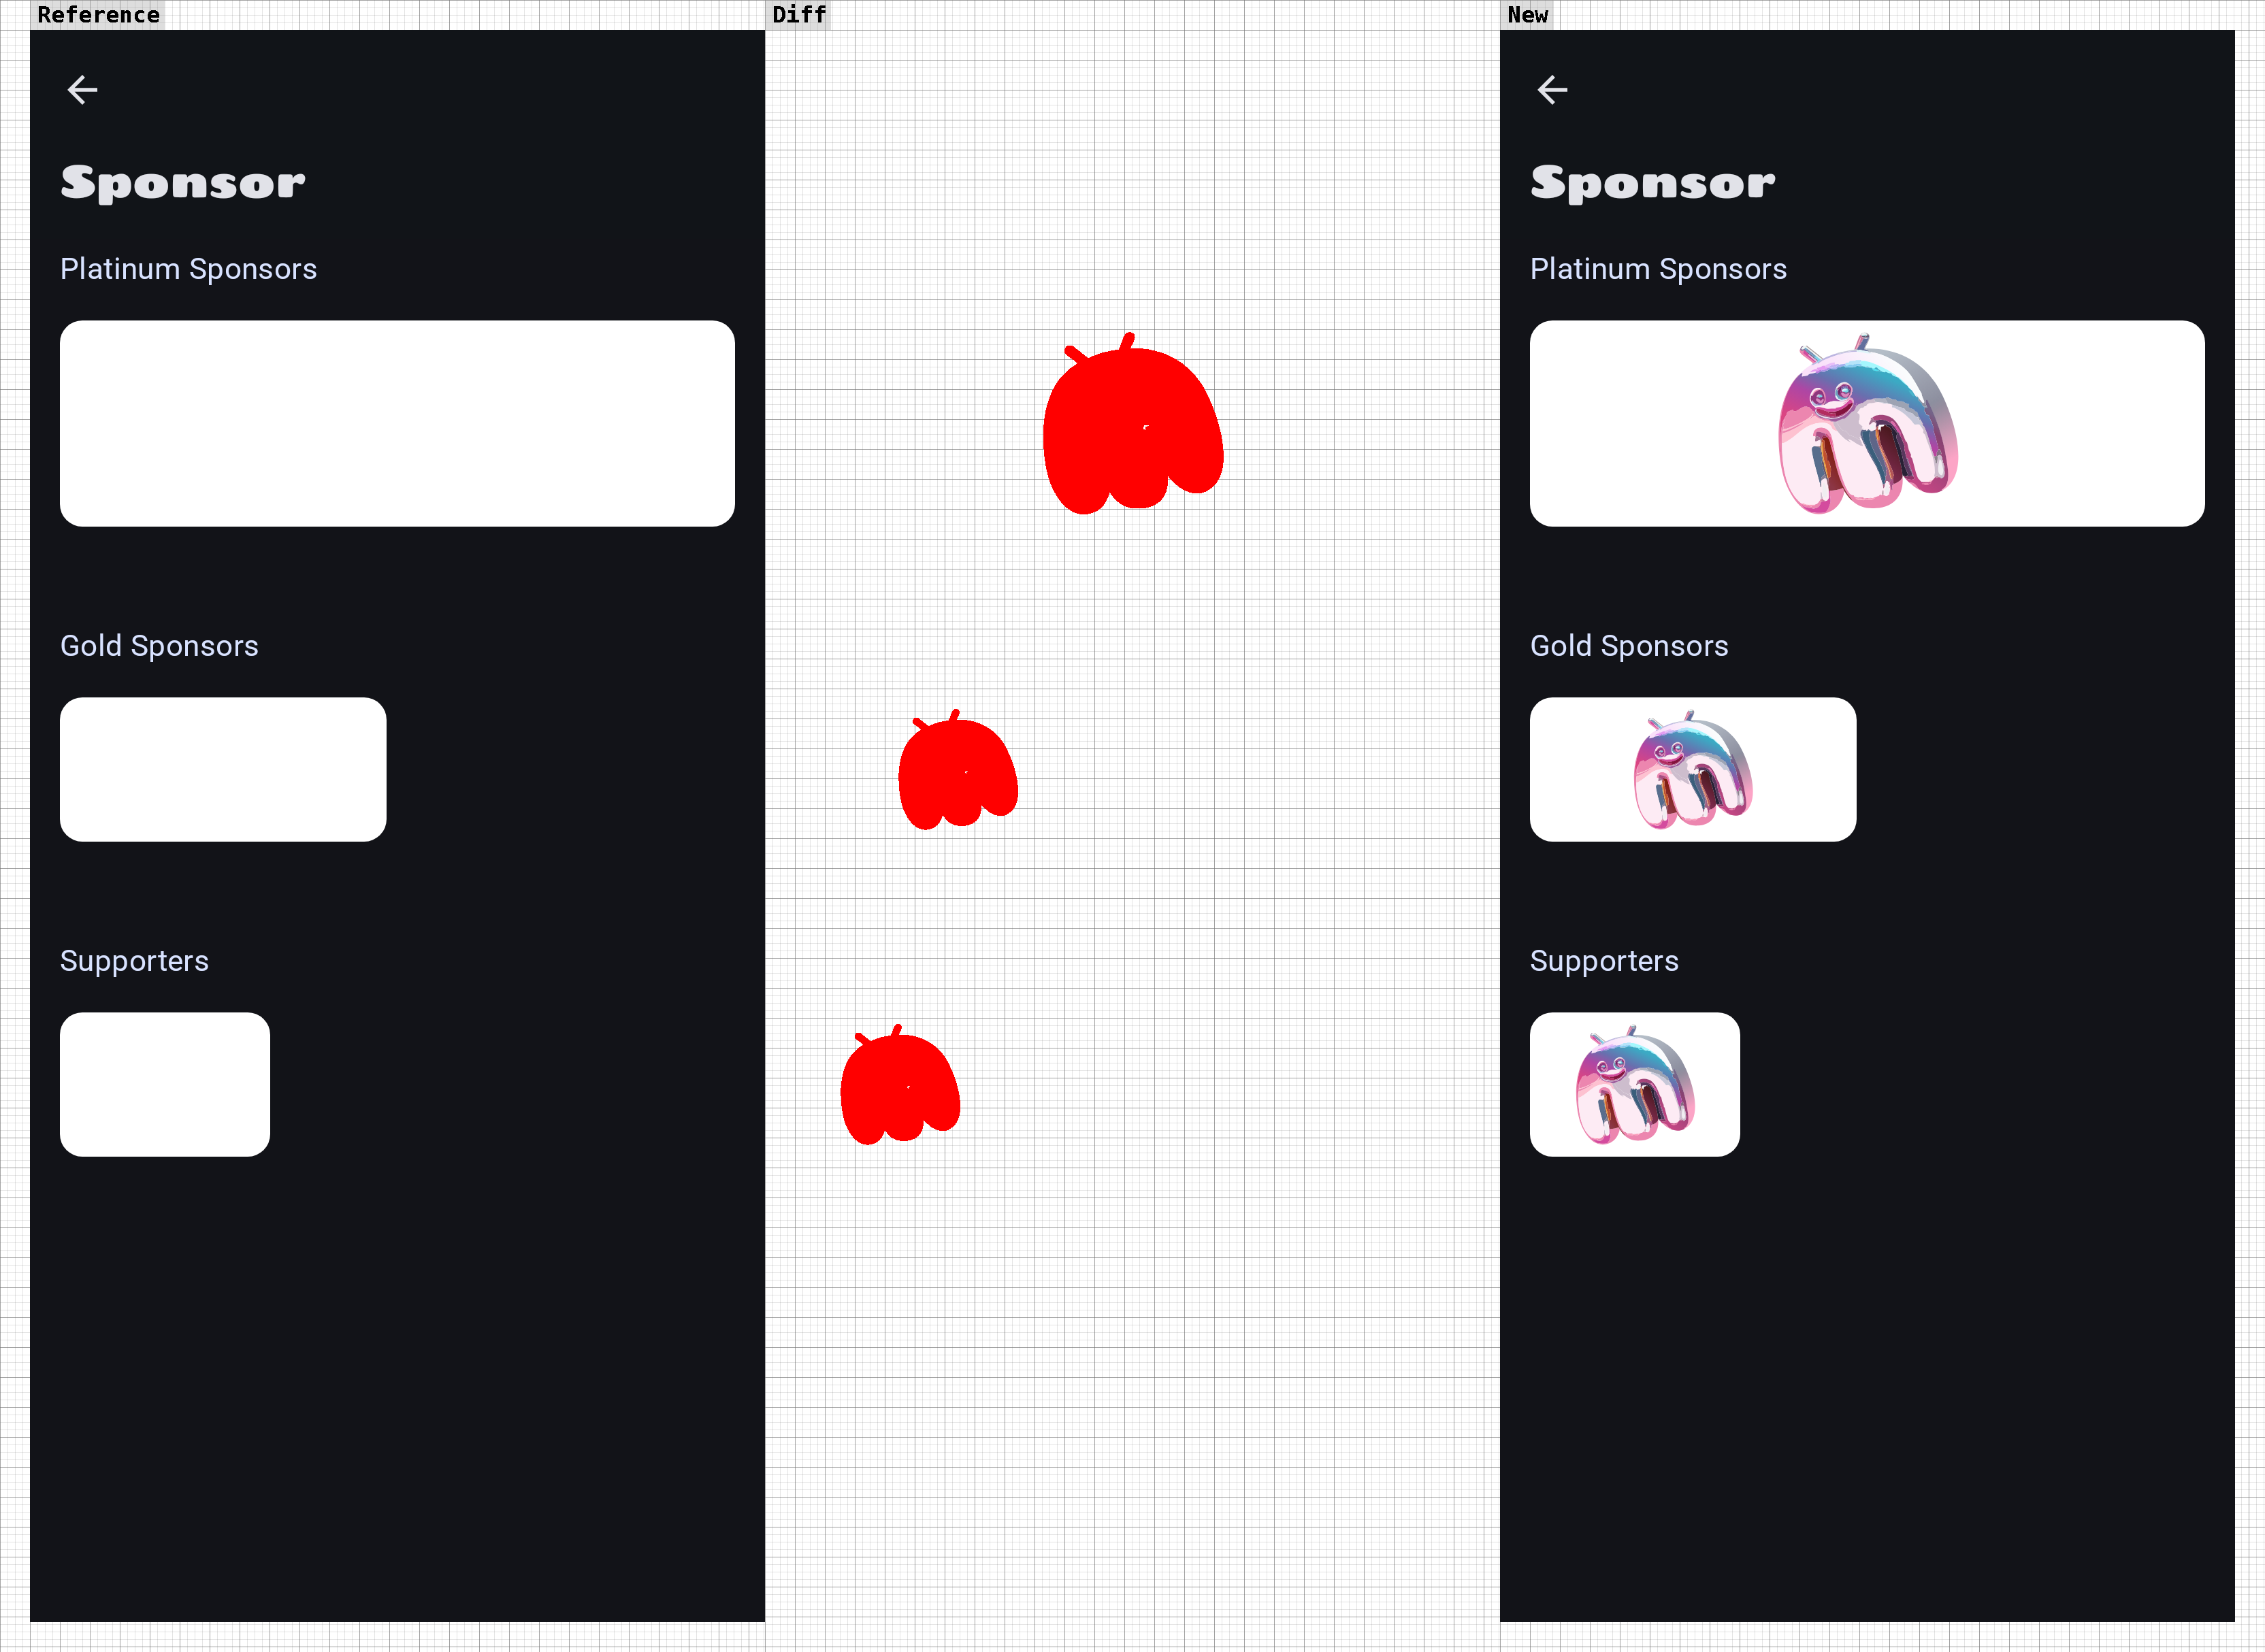 Reference
Diff
New
Sponsor
Platinum Sponsors
Gold Sponsors
Supporters
Sponsor
Platinum Sponsors
Gold Sponsors
Supporters